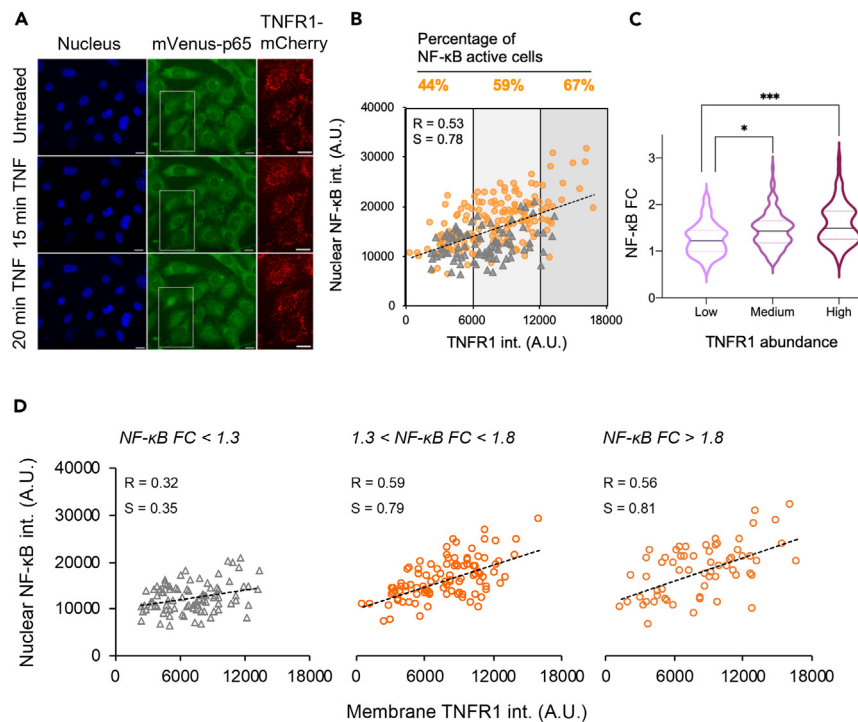 A
Nucleus
mVenus-p65
TNFR1-
mCherry
Untreated
15 min TNF
20 min TNF
B
Percentage of
NF-κB active cells
44% 59% 67%
R = 0.53
S = 0.78
Nuclear NF-κB int. (A.U.)
40000
30000
20000
10000
0
0 6000 12000 18000
TNFR1 int. (A.U.)
C
***
*
NF-κB FC
3
2
1
0
Low Medium High
TNFR1 abundance
D
NF-κB FC < 1.3
1.3 < NF-κB FC < 1.8
NF-κB FC > 1.8
R = 0.32
S = 0.35
R = 0.59
S = 0.79
R = 0.56
S = 0.81
Nuclear NF-κB int. (A.U.)
40000
30000
20000
10000
0
0 6000 12000 18000
0 6000 12000 18000
0 6000 12000 18000
Membrane TNFR1 int. (A.U.)